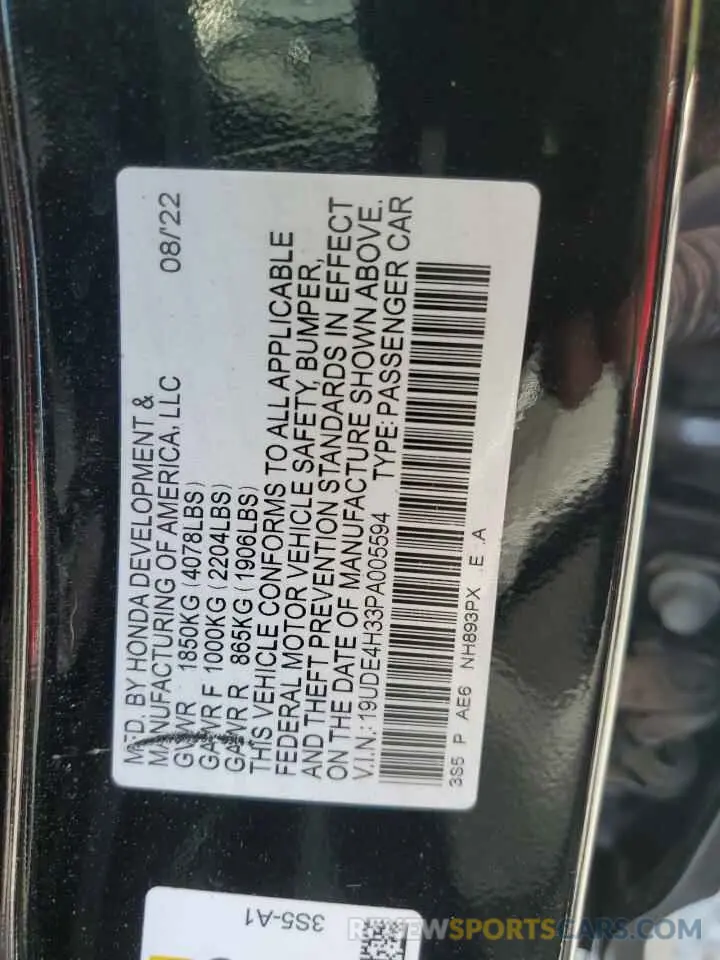 MFD. BY HONDA DEVELOPMENT &
MANUFACTURING OF AMERICA, LLC 08/'22
GVWR 1850KG (4078LBS)
GAWR F 1000KG (2204LBS)
GAWR R 865KG (1906LBS)
THIS VEHICLE CONFORMS TO ALL APPLICABLE
FEDERAL MOTOR VEHICLE SAFETY, BUMPER,
AND THEFT PREVENTION STANDARDS IN EFFECT
ON THE DATE OF MANUFACTURE SHOWN ABOVE.
V.I.N.: 19UDE4H33PA005594 TYPE: PASSENGER CAR
3S5 P AE6 NH893PX .E .A
3S5-A1
REVIEWSPORTSCARS.COM